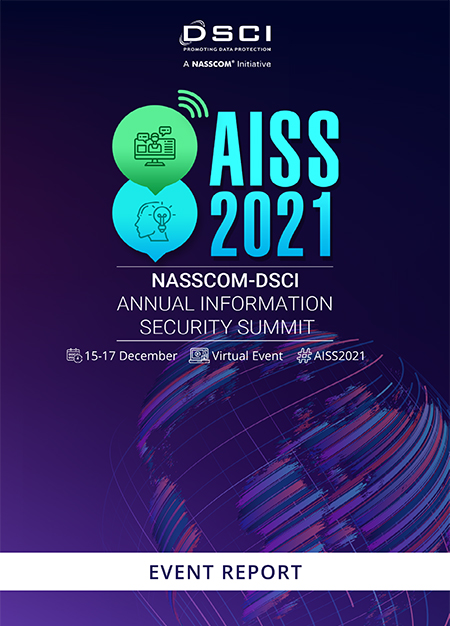 DSCI
PROMOTING DATA PROTECTION
A NASSCOM® Initiative
AISS
2021
NASSCOM-DSCI
ANNUAL INFORMATION
SECURITY SUMMIT
15-17 December Virtual Event #AISS2021
EVENT REPORT